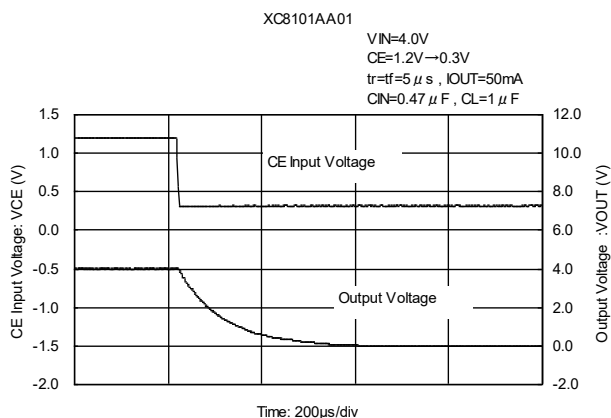 XC8101AA01
VIN=4.0V
CE=1.2V→0.3V
tr=tf=5μs , IOUT=50mA
CIN=0.47μF , CL=1μF
1.5
1.0
0.5
0.0
-0.5
-1.0
-1.5
-2.0
CE Input Voltage: VCE (V)
CE Input Voltage
Output Voltage
12.0
10.0
8.0
6.0
4.0
2.0
0.0
-2.0
Output Voltage :VOUT (V)
Time: 200μs/div